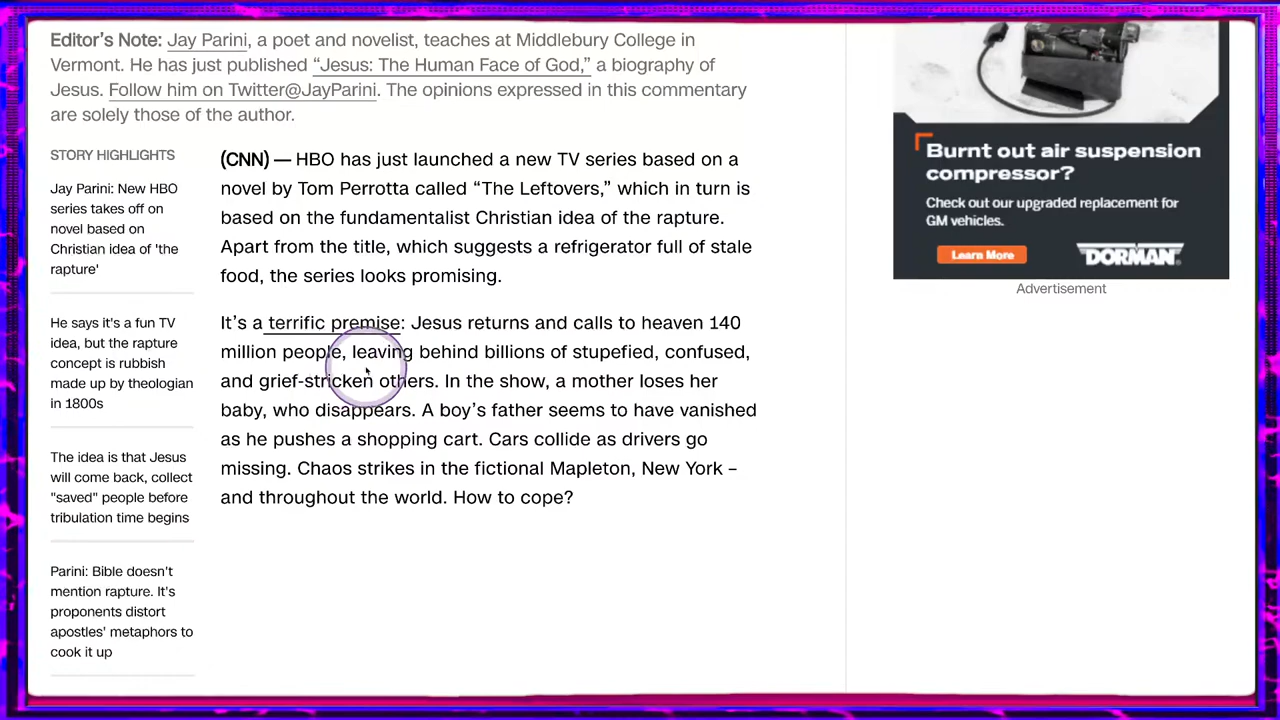 Editor's Note: Jay Parini, a poet and novelist, teaches at Middlebury College in
Vermont. He has just published “Jesus: The Human Face of God,” a biography of
Jesus. Follow him on Twitter@JayParini. The opinions expressed in this commentary
are solely those of the author.
STORY HIGHLIGHTS
Jay Parini: New HBO
series takes off on
novel based on
Christian idea of 'the
rapture'
He says it's a fun TV
idea, but the rapture
concept is rubbish
made up by theologian
in 1800s
The idea is that Jesus
will come back, collect
"saved" people before
tribulation time begins
Parini: Bible doesn't
mention rapture. It's
proponents distort
apostles' metaphors to
cook it up
(CNN) — HBO has just launched a new TV series based on a
novel by Tom Perrotta called “The Leftovers,” which in turn is
based on the fundamentalist Christian idea of the rapture.
Apart from the title, which suggests a refrigerator full of stale
food, the series looks promising.
It’s a terrific premise: Jesus returns and calls to heaven 140
million people, leaving behind billions of stupefied, confused,
and grief-stricken others. In the show, a mother loses her
baby, who disappears. A boy’s father seems to have vanished
as he pushes a shopping cart. Cars collide as drivers go
missing. Chaos strikes in the fictional Mapleton, New York –
and throughout the world. How to cope?
Burnt out air suspension
compressor?
Check out our upgraded replacement for
GM vehicles.
Learn More
DORMAN
Advertisement